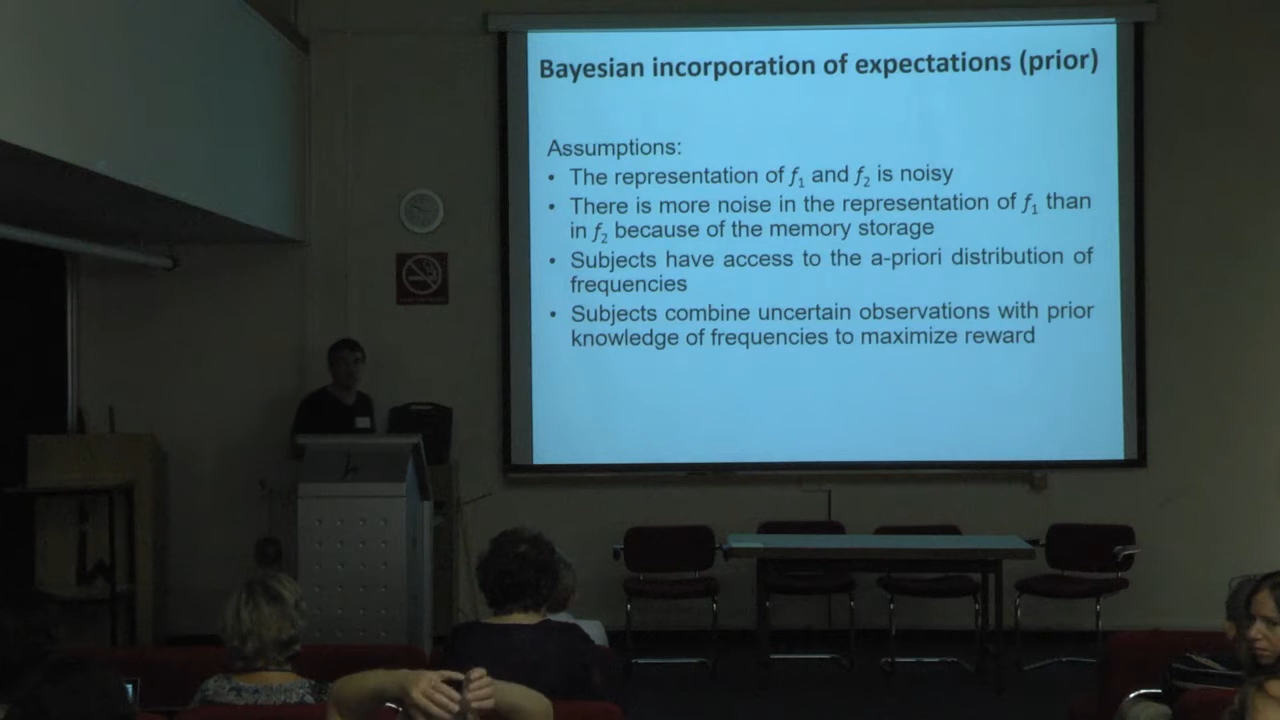 Bayesian incorporation of expectations (prior)
Assumptions:
• The representation of f1 and f2 is noisy
• There is more noise in the representation of f1 than
in f2 because of the memory storage
• Subjects have access to the a-priori distribution of
frequencies
• Subjects combine uncertain observations with prior
knowledge of frequencies to maximize reward